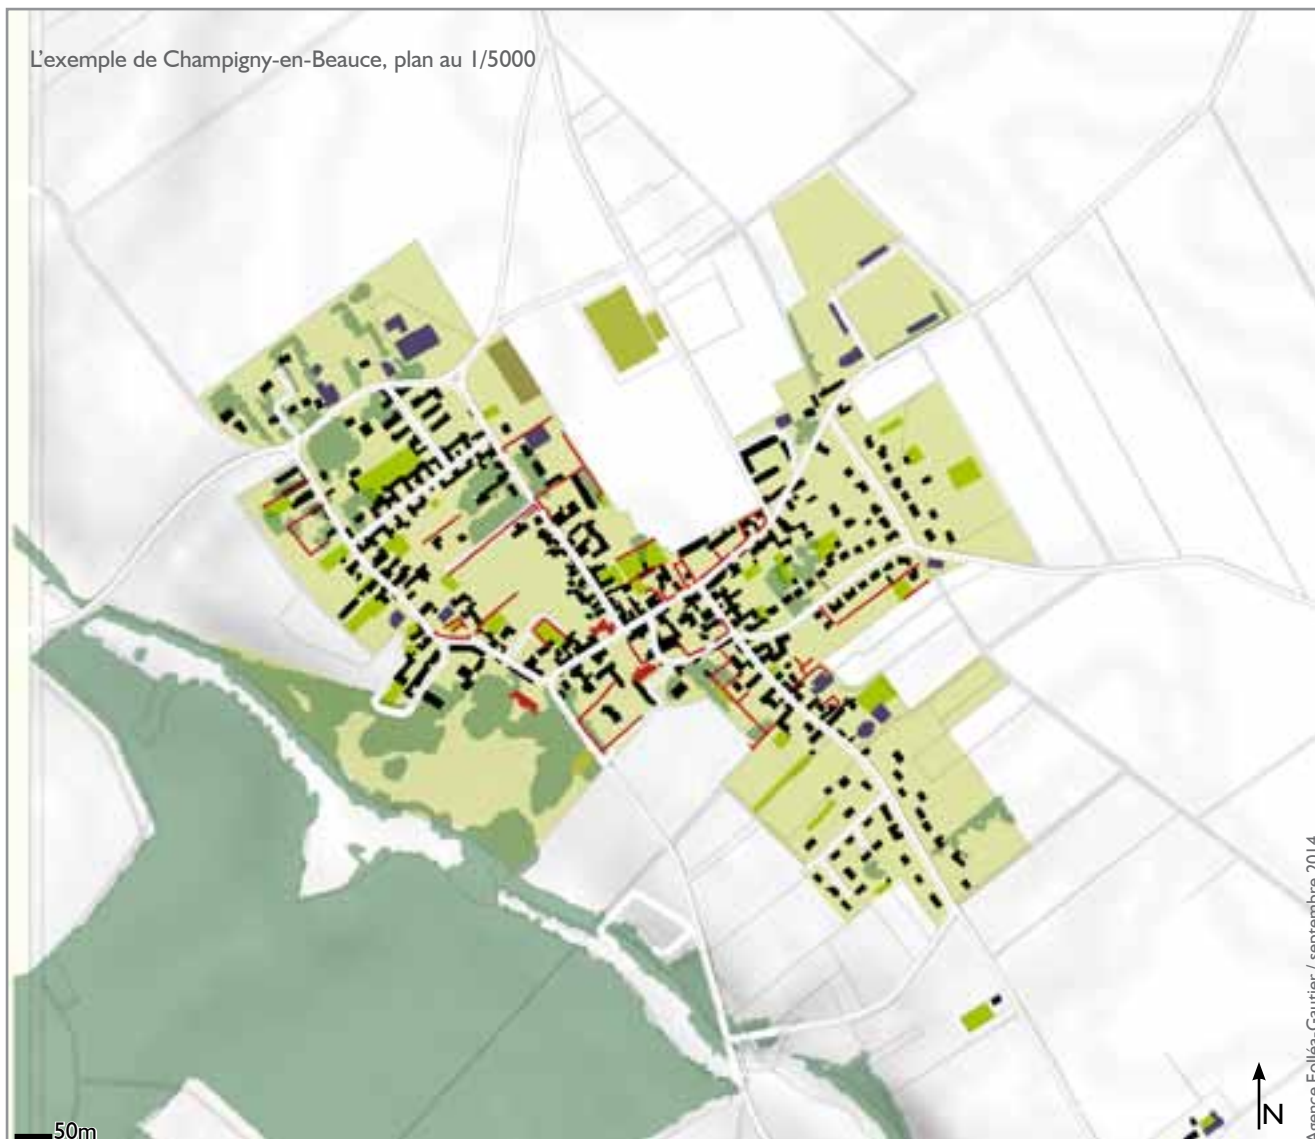 L'exemple de Champigny-en-Beauce, plan au 1/5000
Agence Folléa-Gautier / septembre 2014
N
50m